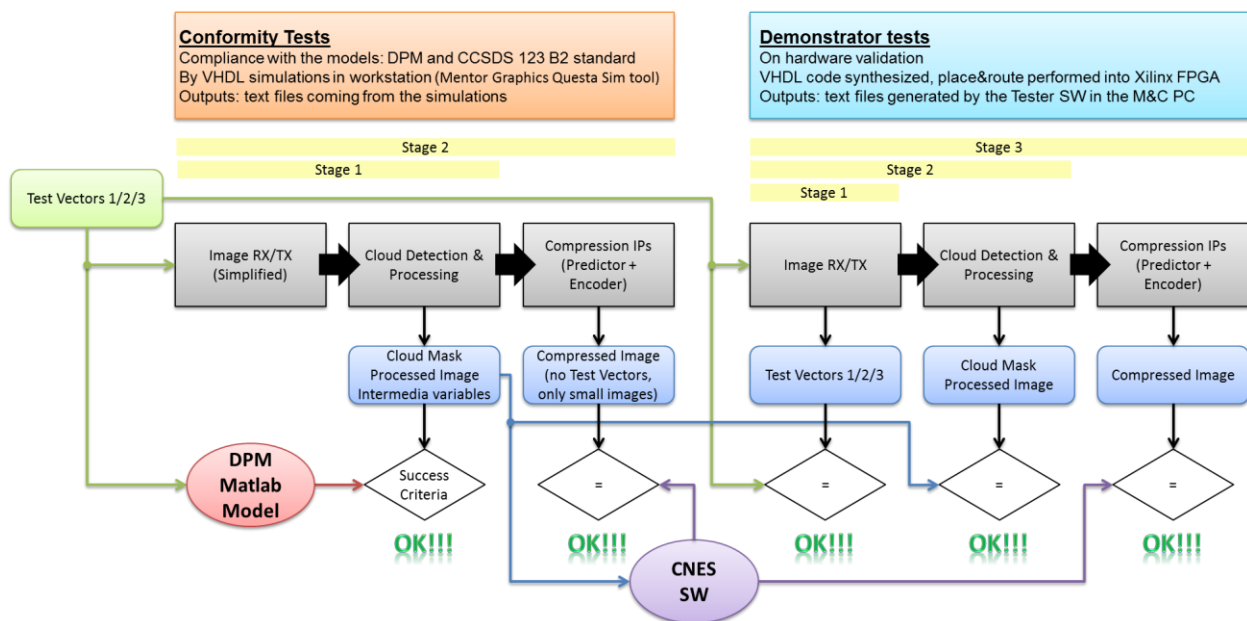 Conformity Tests
Compliance with the models: DPM and CCSDS 123 B2 standard
By VHDL simulations in workstation (Mentor Graphics Questa Sim tool)
Outputs: text files coming from the simulations
Demonstrator tests
On hardware validation
VHDL code synthesized, place&route performed into Xilinx FPGA
Outputs: text files generated by the Tester SW in the M&C PC
Stage 2
Stage 1
Stage 3
Stage 2
Stage 1
Test Vectors 1/2/3
Image RX/TX
(Simplified)
Cloud Detection &
Processing
Compression IPs
(Predictor +
Encoder)
Image RX/TX
Cloud Detection &
Processing
Compression IPs
(Predictor +
Encoder)
Cloud Mask
Processed Image
Intermedia variables
Compressed Image
(no Test Vectors,
only small images)
Test Vectors 1/2/3
Cloud Mask
Processed Image
Compressed Image
DPM
Matlab
Model
Success
Criteria
=
=
=
=
OK!!!
OK!!!
OK!!!
OK!!!
OK!!!
CNES
SW